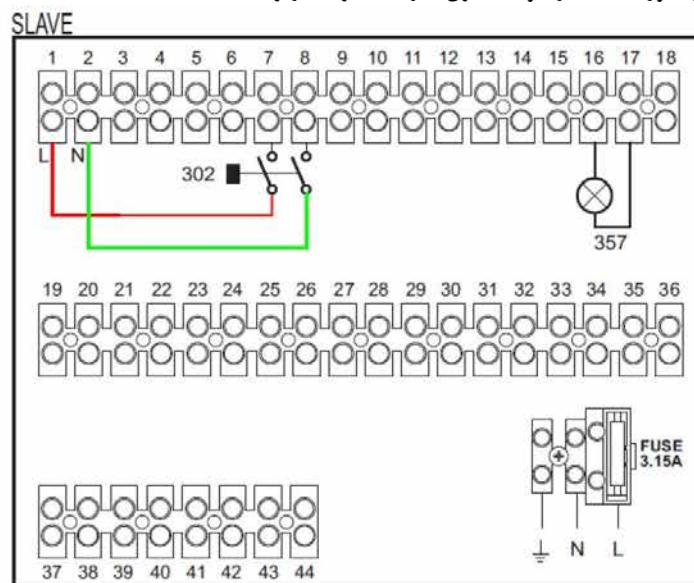 SLAVE
1 2 3 4 5 6 7 8 9 10 11 12 13 14 15 16 17 18
L N
302
357
19 20 21 22 23 24 25 26 27 28 29 30 31 32 33 34 35 36
FUSE
3.15A
N L
37 38 39 40 41 42 43 44